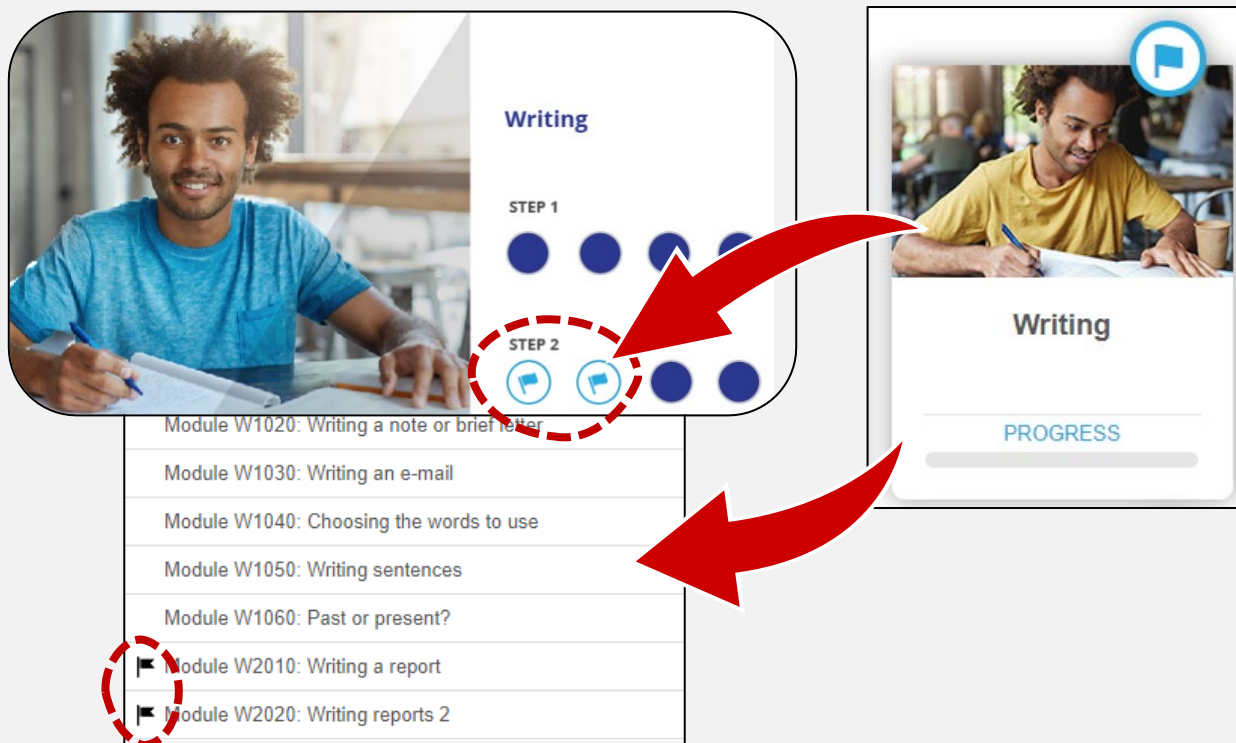 Writing
STEP 1
STEP 2
Writing
PROGRESS
Module W1020: Writing a note or brief letter
Module W1030: Writing an e-mail
Module W1040: Choosing the words to use
Module W1050: Writing sentences
Module W1060: Past or present?
Module W2010: Writing a report
Module W2020: Writing reports 2